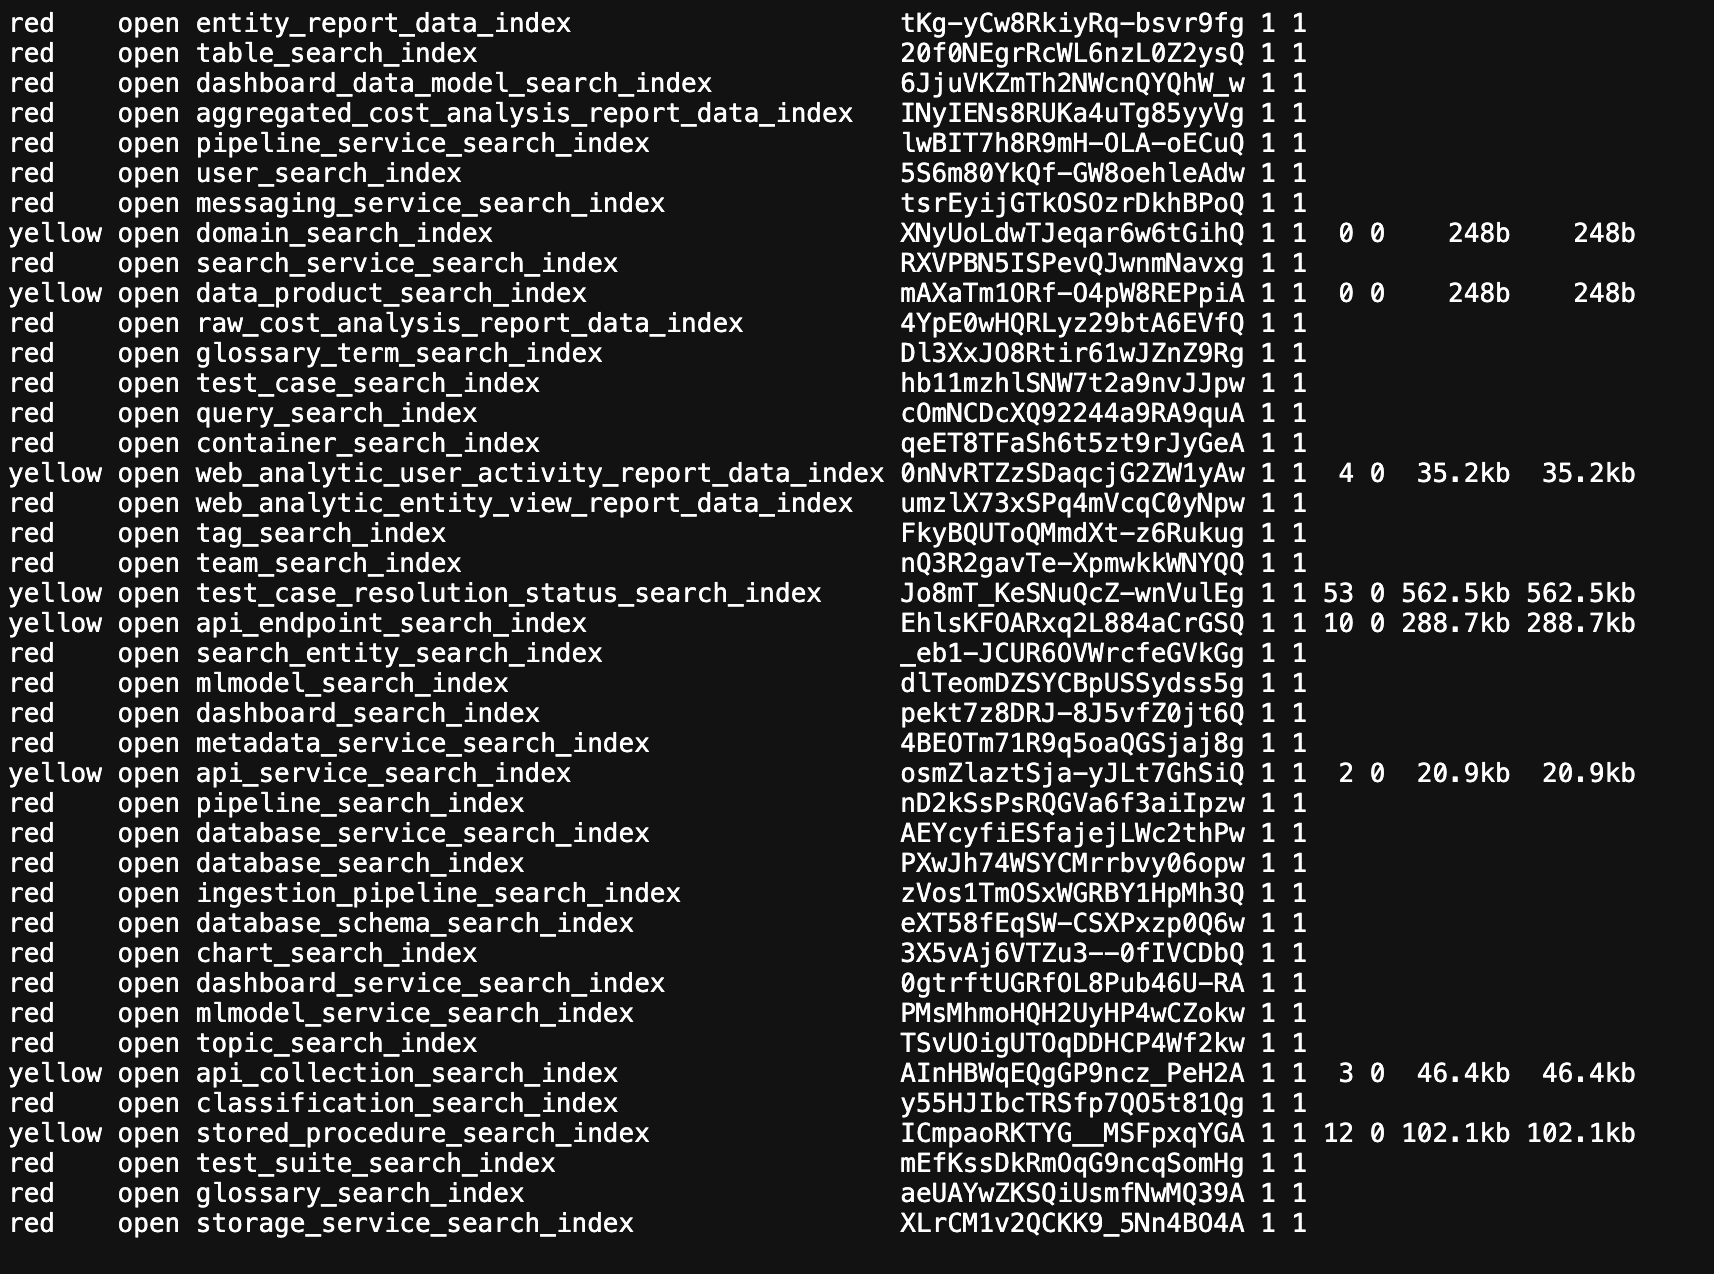 red    open entity_report_data_index                     tKg-yCw8RkiyRq-bsvr9fg 1 1
red    open table_search_index                           20f0NEgrRcWL6nzL0Z2ysQ 1 1
red    open dashboard_data_model_search_index            6JjuVKZmTh2NWcnQYQhW_w 1 1
red    open aggregated_cost_analysis_report_data_index   INyIENs8RUKa4uTg85yyVg 1 1
red    open pipeline_service_search_index                lwBIT7h8R9mH-OLA-oECuQ 1 1
red    open user_search_index                            5S6m80YkQf-GW8oehleAdw 1 1
red    open messaging_service_search_index               tsrEyijGTkOSOzrDkhBPoQ 1 1
yellow open domain_search_index                          XNyUoLdwTJeqar6w6tGihQ 1 1  0 0    248b    248b
red    open search_service_search_index                  RXVPBN5ISPevQJwnmNavxg 1 1
yellow open data_product_search_index                    mAXaTm1ORf-O4pW8REPpiA 1 1  0 0    248b    248b
red    open raw_cost_analysis_report_data_index          4YpE0wHQRLyz29btA6EVfQ 1 1
red    open glossary_term_search_index                   Dl3XxJO8Rtir61wJZnZ9Rg 1 1
red    open test_case_search_index                       hb11mzhlSNW7t2a9nvJJpw 1 1
red    open query_search_index                           cOmNCDcXQ92244a9RA9quA 1 1
red    open container_search_index                       qeET8TFaSh6t5zt9rJyGeA 1 1
yellow open web_analytic_user_activity_report_data_index 0nNvRTZzSDaqcjG2ZW1yAw 1 1  4 0  35.2kb  35.2kb
red    open web_analytic_entity_view_report_data_index   umzlX73xSPq4mVcqC0yNpw 1 1
red    open tag_search_index                             FkyBQUToQMmdXt-z6Rukug 1 1
red    open team_search_index                            nQ3R2gavTe-XpmwkkWNYQQ 1 1
yellow open test_case_resolution_status_search_index     Jo8mT_KeSNuQcZ-wnVulEg 1 1 53 0 562.5kb 562.5kb
yellow open api_endpoint_search_index                    EhlsKFOARxq2L884aCrGSQ 1 1 10 0 288.7kb 288.7kb
red    open search_entity_search_index                   _eb1-JCUR6OVWrcfeGVkGg 1 1
red    open mlmodel_search_index                         dlTeomDZSYCBpUSSydss5g 1 1
red    open dashboard_search_index                       pekt7z8DRJ-8J5vfZ0jt6Q 1 1
red    open metadata_service_search_index                4BEOTm71R9q5oaQGSjaj8g 1 1
yellow open api_service_search_index                     osmZlaztSja-yJLt7GhSiQ 1 1  2 0  20.9kb  20.9kb
red    open pipeline_search_index                        nD2kSsPsRQGVa6f3aiIpzw 1 1
red    open database_service_search_index                AEYcyfiESfajejLWc2thPw 1 1
red    open database_search_index                        PXwJh74WSYCMrrbvy06opw 1 1
red    open ingestion_pipeline_search_index              zVos1TmOSxWGRBY1HpMh3Q 1 1
red    open database_schema_search_index                 eXT58fEqSW-CSXPxzp0Q6w 1 1
red    open chart_search_index                           3X5vAj6VTZu3--0fIVCDbQ 1 1
red    open dashboard_service_search_index               0gtrftUGRfOL8Pub46U-RA 1 1
red    open mlmodel_service_search_index                 PMsMhmoHQH2UyHP4wCZokw 1 1
red    open topic_search_index                           TSvUOigUTOqDDHCP4Wf2kw 1 1
yellow open api_collection_search_index                  AInHBWqEQgGP9ncz_PeH2A 1 1  3 0  46.4kb  46.4kb
red    open classification_search_index                  y55HJIbcTRSfp7QO5t81Qg 1 1
yellow open stored_procedure_search_index                ICmpaoRKTYG__MSFpxqYGA 1 1 12 0 102.1kb 102.1kb
red    open test_suite_search_index                      mEfKssDkRmOqG9ncqSomHg 1 1
red    open glossary_search_index                        aeUAYwZKSQiUsmfNwMQ39A 1 1
red    open storage_service_search_index                 XLrCM1v2QCKK9_5Nn4BO4A 1 1